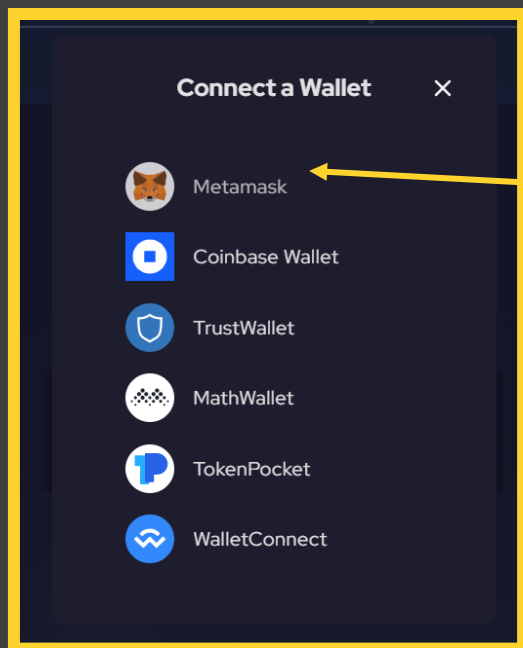 Connect a Wallet
Metamask
Coinbase Wallet
TrustWallet
MathWallet
TokenPocket
WalletConnect